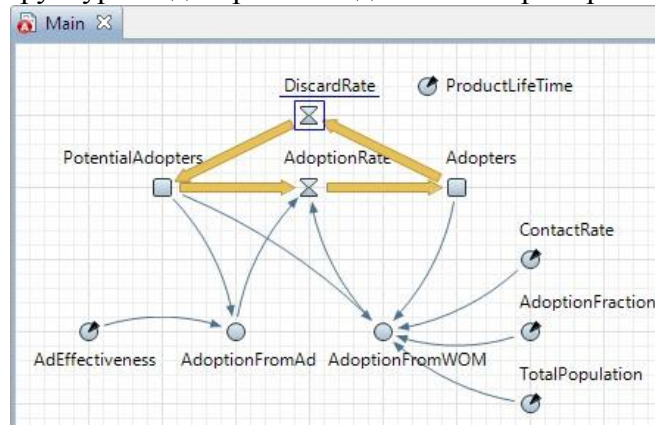 Main
DiscardRate
ProductLifeTime
PotentialAdopters
AdoptionRate
Adopters
ContactRate
AdoptionFraction
AdEffectiveness
AdoptionFromAd
AdoptionFromWOM
TotalPopulation